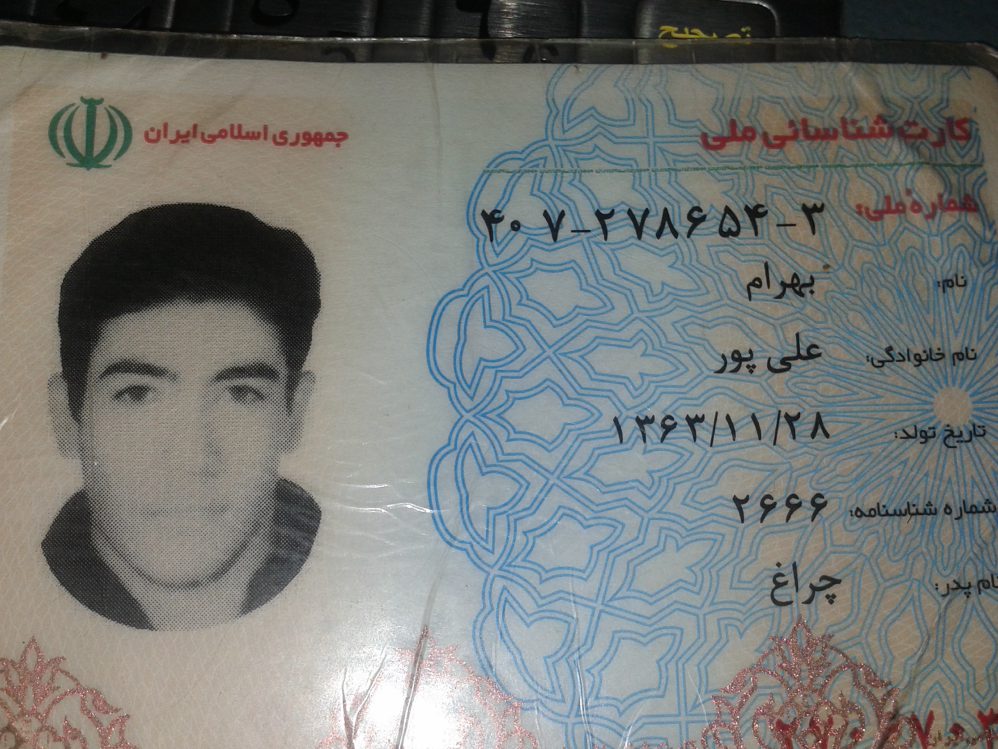 تصحیح
جمهوری اسلامی ایران
کارت شناسائی ملی
شماره ملی: ۴۰۷-۲۷۸۶۵۴-۳
نام: بهرام
نام خانوادگی: علی پور
تاریخ تولد: ۱۳۶۳/۱۱/۲۸
شماره شناسنامه: ۲۶۶۶
نام پدر: چراغ